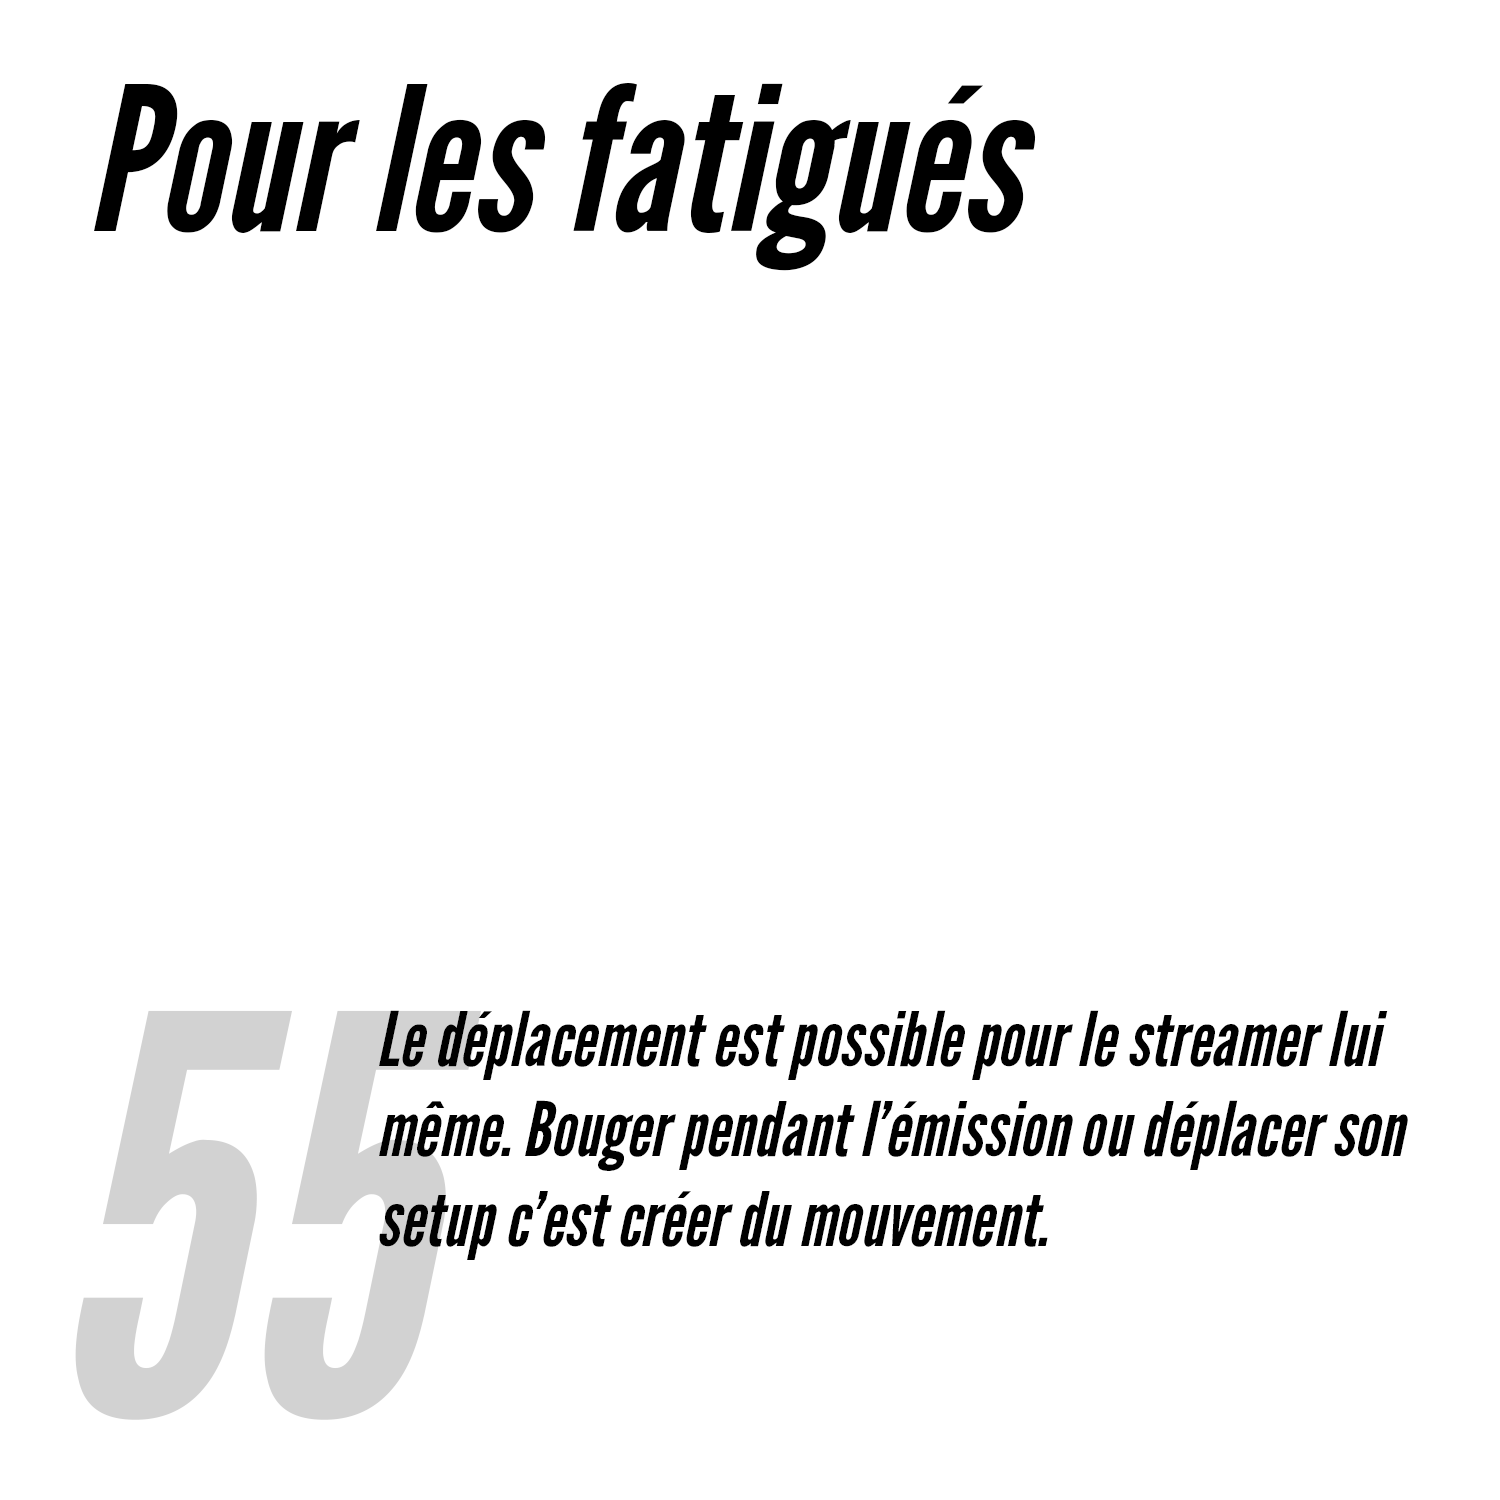 Pour les fatigués
55
Le déplacement est possible pour le streamer lui
même. Bouger pendant l’émission ou déplacer son
setup c’est créer du mouvement.